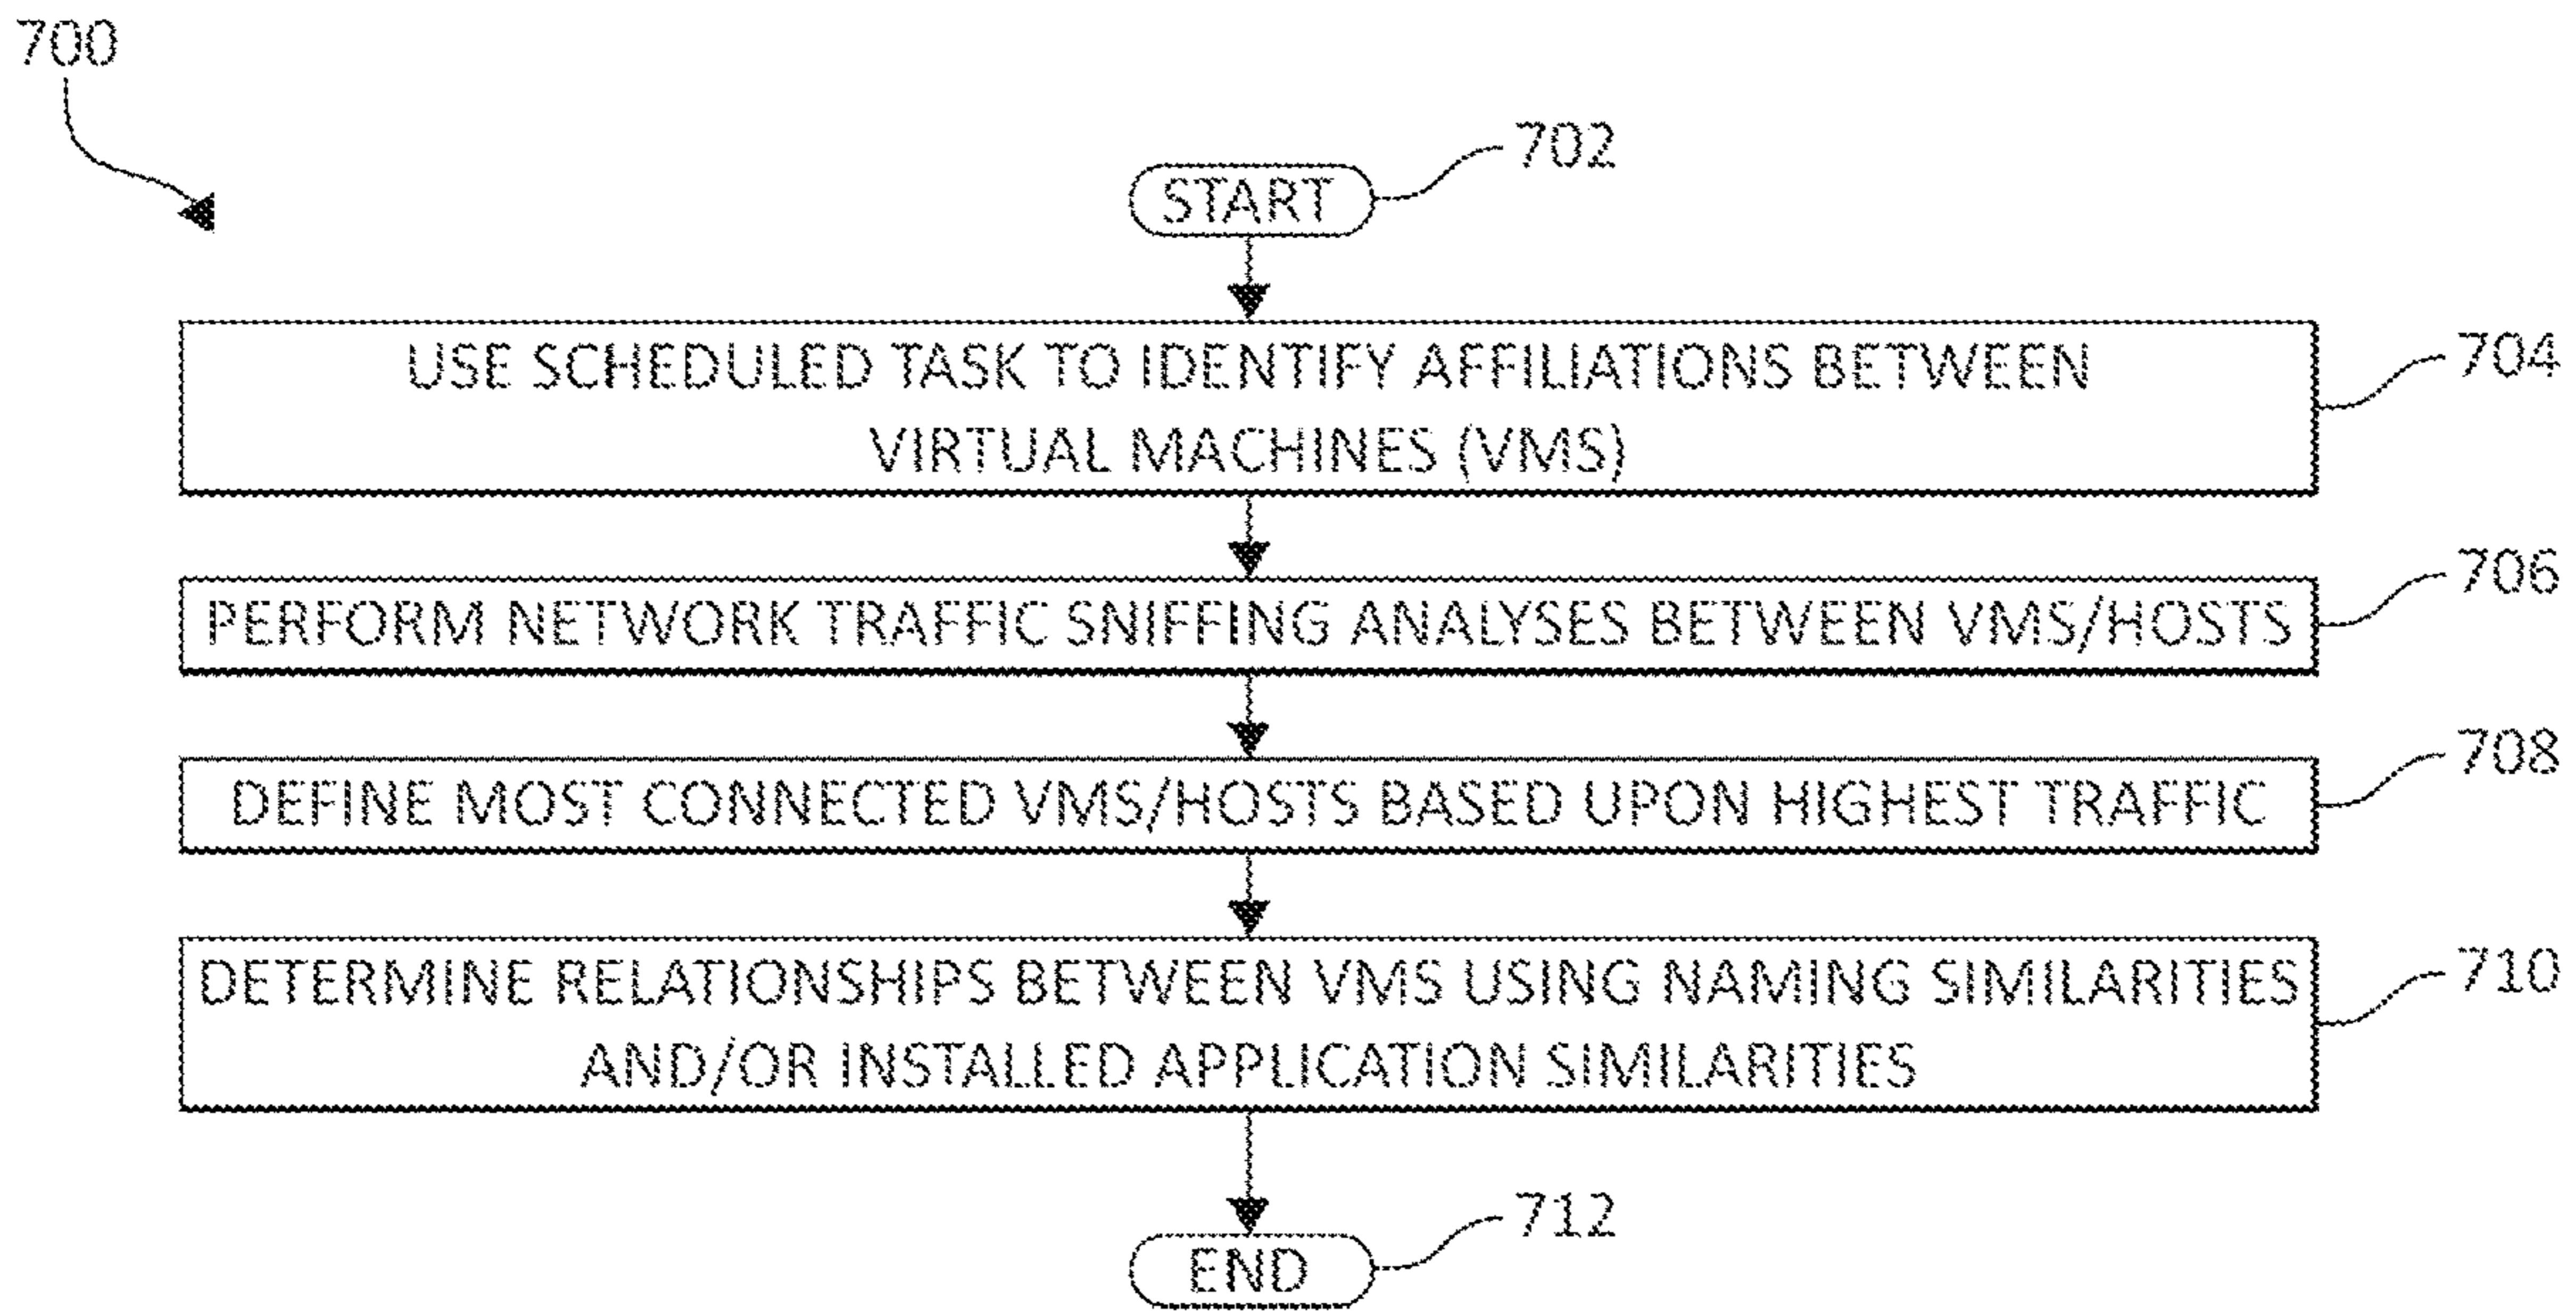 700
702
START
USE SCHEDULED TASK TO IDENTIFY AFFILIATIONS BETWEEN
VIRTUAL MACHINES (VMS)
704
PERFORM NETWORK TRAFFIC SNIFFING ANALYSES BETWEEN VMS/HOSTS
706
DEFINE MOST CONNECTED VMS/HOSTS BASED UPON HIGHEST TRAFFIC
708
DETERMINE RELATIONSHIPS BETWEEN VMS USING NAMING SIMILARITIES
AND/OR INSTALLED APPLICATION SIMILARITIES
710
712
END